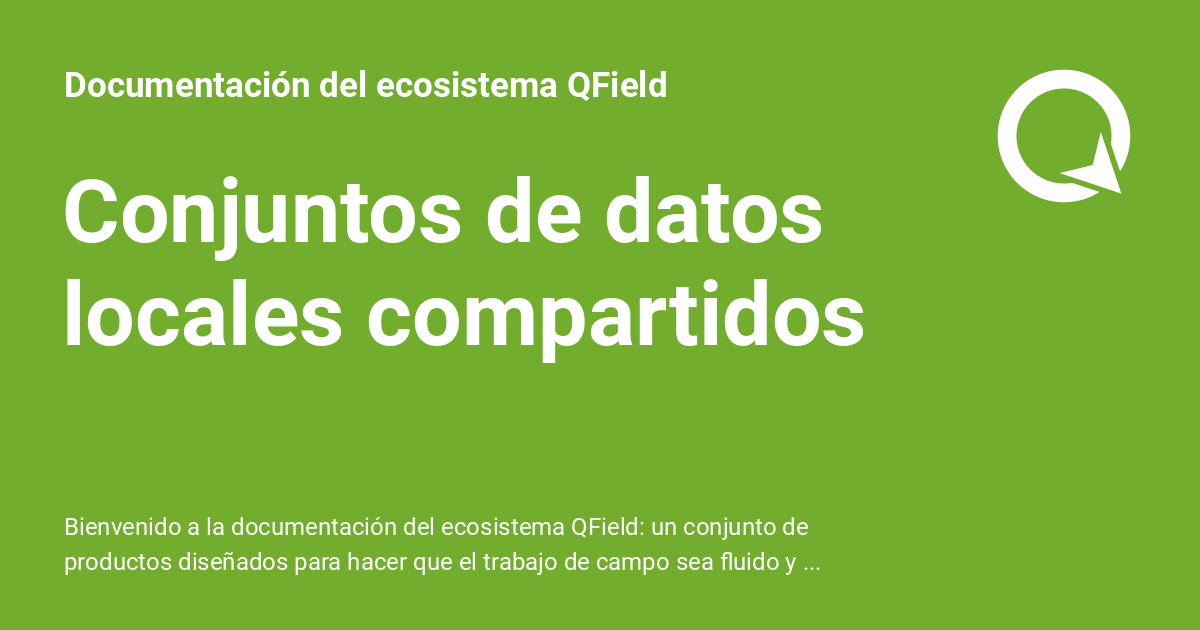 Documentación del ecosistema QField
Conjuntos de datos
locales compartidos
Bienvenido a la documentación del ecosistema QField: un conjunto de
productos diseñados para hacer que el trabajo de campo sea fluido y ...